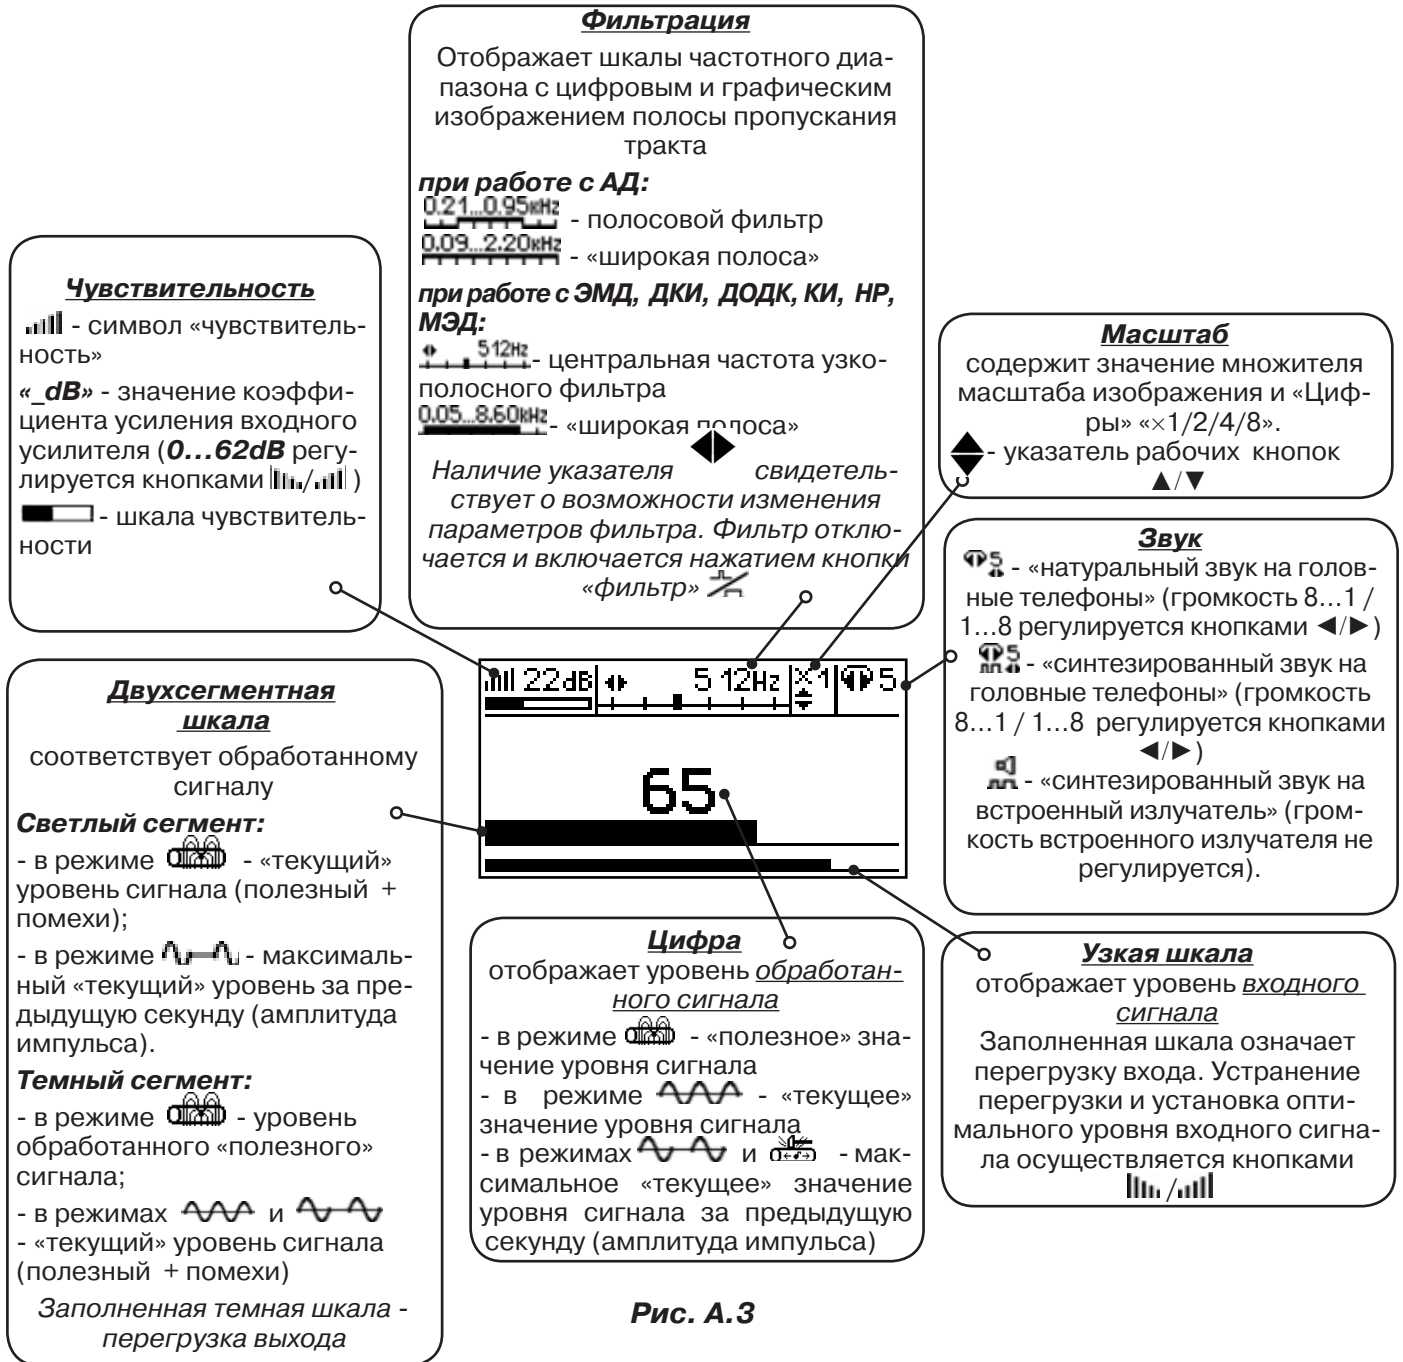 Фильтрация
Отображает шкалы частотного диа-
пазона с цифровым и графическим
изображением полосы пропускания
тракта
при работе с АД:
0.21...0.95кHz - полосовой фильтр
0.09...2.20кHz - «широкая полоса»
при работе с ЭМД, ДКИ, ДОДК, КИ, НР,
МЭД:
512Hz - центральная частота узко-
полосного фильтра
0.05...8.60кHz - «широкая полоса»
Наличие указателя ◀▶ свидетель-
ствует о возможности изменения
параметров фильтра. Фильтр отклю-
чается и включается нажатием кнопки
«фильтр»
Чувствительность
- символ «чувствитель-
ность»
«_dB» - значение коэффи-
циента усиления входного
усилителя (0...62dB регу-
лируется кнопками / )
- шкала чувствитель-
ности
Масштаб
содержит значение множителя
масштаба изображения и «Циф-
ры» «×1/2/4/8».
- указатель рабочих кнопок
▲/▼
Звук
5 - «натуральный звук на голов-
ные телефоны» (громкость 8...1 /
1...8 регулируется кнопками ◀/▶)
5 - «синтезированный звук на
головные телефоны» (громкость
8...1 / 1...8 регулируется кнопками
◀/▶)
- «синтезированный звук на
встроенный излучатель» (гром-
кость встроенного излучателя не
регулируется).
22dB 512Hz X1 5
65
Двухсегментная
шкала
соответствует обработанному
сигналу
Светлый сегмент:
- в режиме - «текущий»
уровень сигнала (полезный +
помехи);
- в режиме - максималь-
ный «текущий» уровень за пре-
дыдущую секунду (амплитуда
импульса).
Темный сегмент:
- в режиме - уровень
обработанного «полезного»
сигнала;
- в режимах и
- «текущий» уровень сигнала
(полезный + помехи)
Заполненная темная шкала -
перегрузка выхода
Цифра
отображает уровень обработан-
ного сигнала
- в режиме - «полезное» зна-
чение уровня сигнала
- в режиме - «текущее»
значение уровня сигнала
- в режимах и - мак-
симальное «текущее» значение
уровня сигнала за предыдущую
секунду (амплитуда импульса)
Узкая шкала
отображает уровень входного
сигнала
Заполненная шкала означает
перегрузку входа. Устранение
перегрузки и установка опти-
мального уровня входного сигна-
ла осуществляется кнопками
/
Рис. А.3